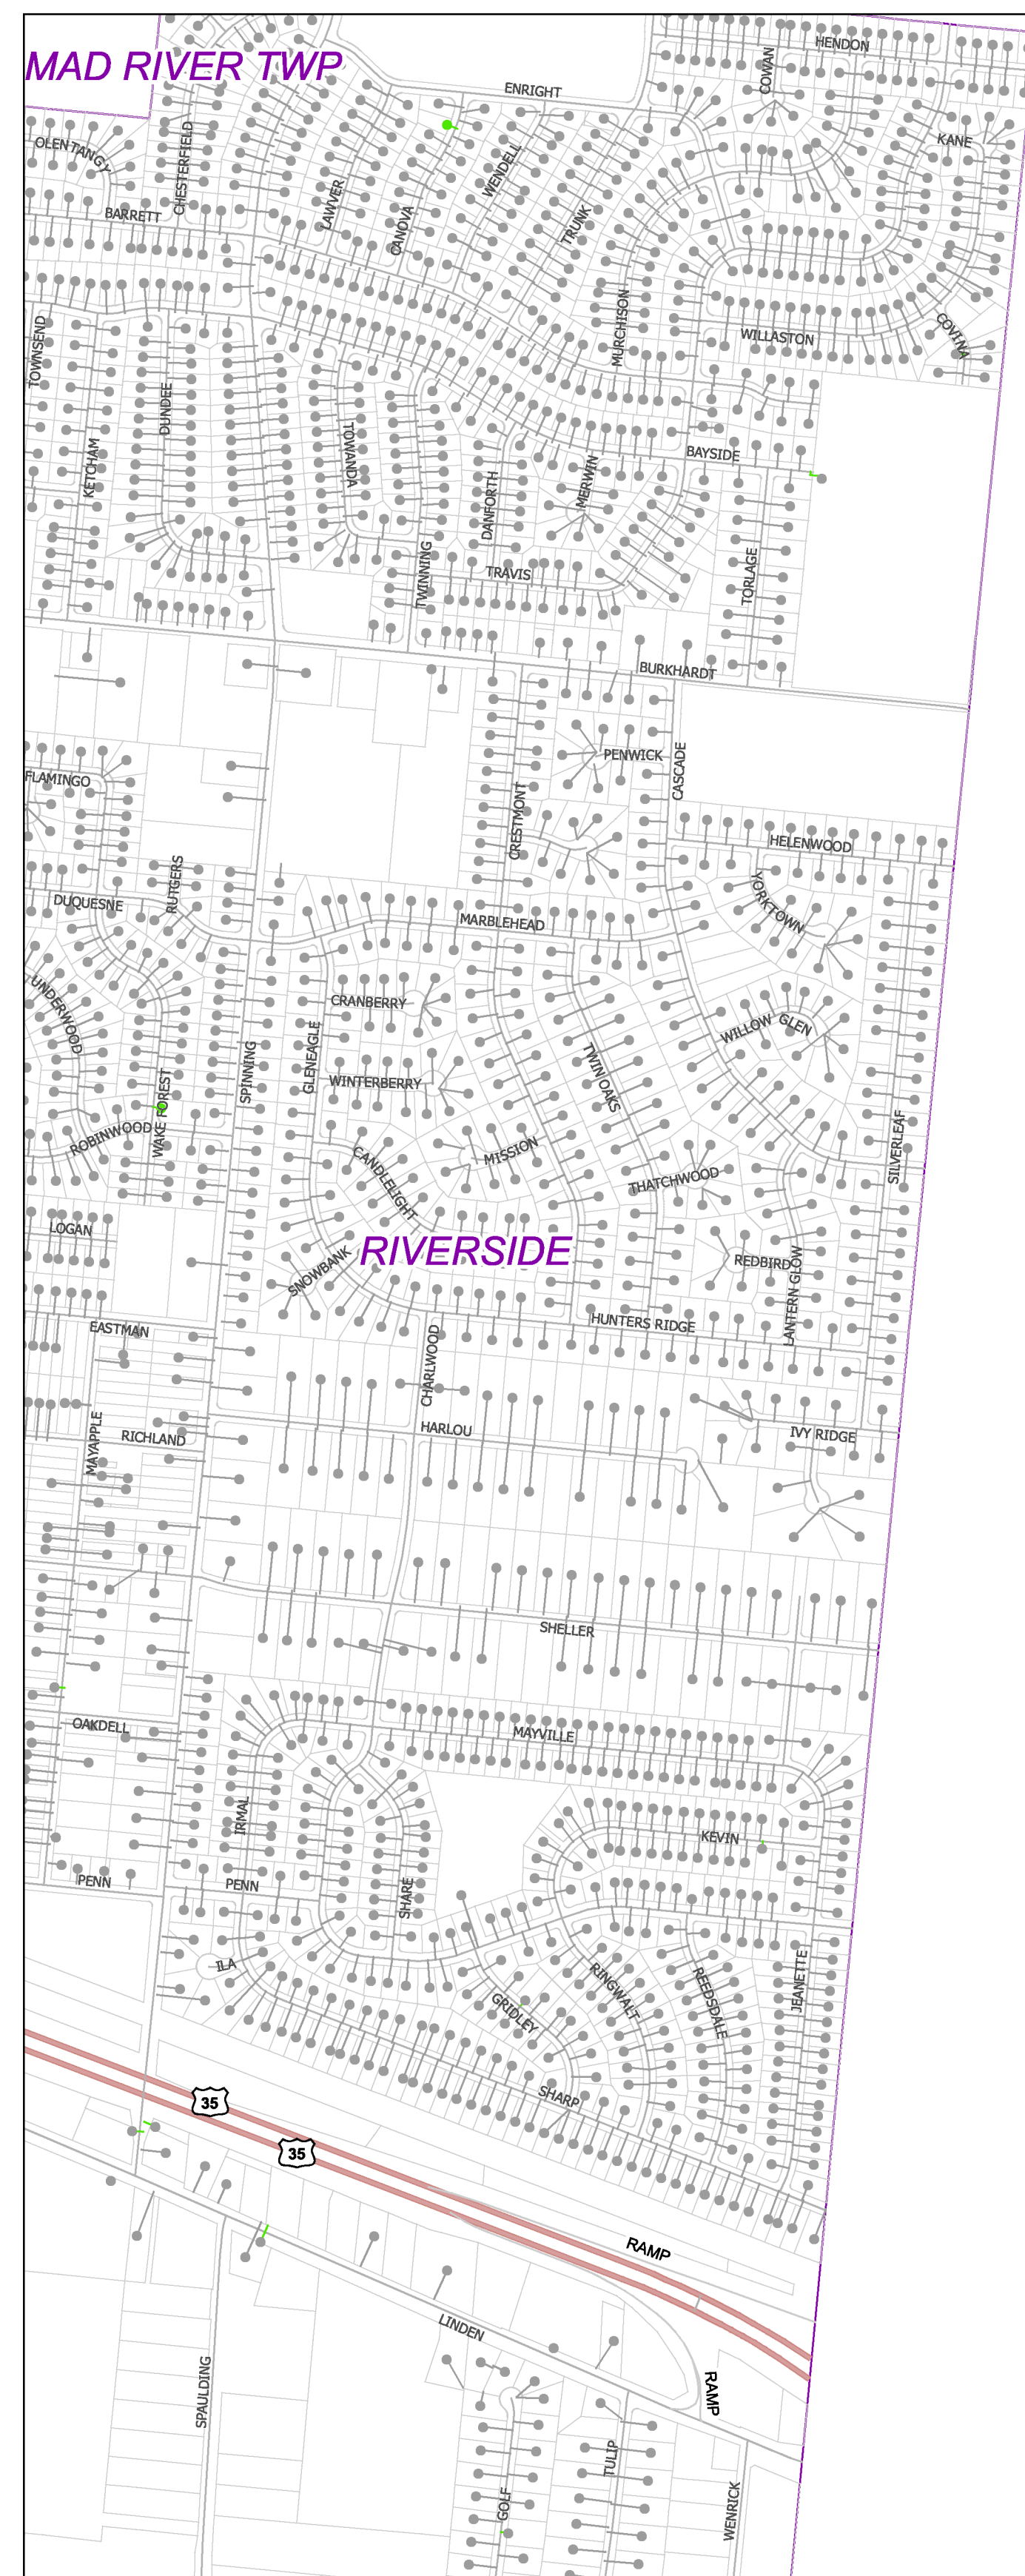 HENDON
MAD RIVER TWP
COWAN
ENRIGHT
OLENTANGY
CHESTERFIELD
KANE
WENDELL
LAWVER
BARRETT
CANOVA
TRUNK
MURCHISON
WILLASTON
COVINA
TOWNSEND
DUNDEE
KETCHAM
TOWANDA
BAYSIDE
MERWIN
DANFORTH
TWINNING
TRAVIS
TORLAGE
BURKHARDT
PENWICK
CASCADE
FLAMINGO
CRESTMONT
HELENWOOD
RUTGERS
DUQUESNE
YORKTOWN
MARBLEHEAD
UNDERWOOD
CRANBERRY
WILLOW GLEN
GLENEAGLE
SPINNING
WINTERBERRY
TWIN OAKS
WAKE FOREST
ROBINWOOD
MISSION
SILVERLEAF
CANDLELIGHT
THATCHWOOD
LOGAN
RIVERSIDE
REDBIRD
SNOWBANK
LANTERN GLOW
EASTMAN
HUNTERS RIDGE
CHARLWOOD
HARLOU
IVY RIDGE
MAYAPPLE
RICHLAND
SHELLER
OAKDELL
MAYVILLE
IRMAL
KEVIN
PENN
PENN
SHARE
ILA
RINGWALT
REEDSDALE
JEANETTE
GRIDLEY
SHARP
35
35
RAMP
LINDEN
SPAULDING
RAMP
TULIP
GOLF
WENRICK